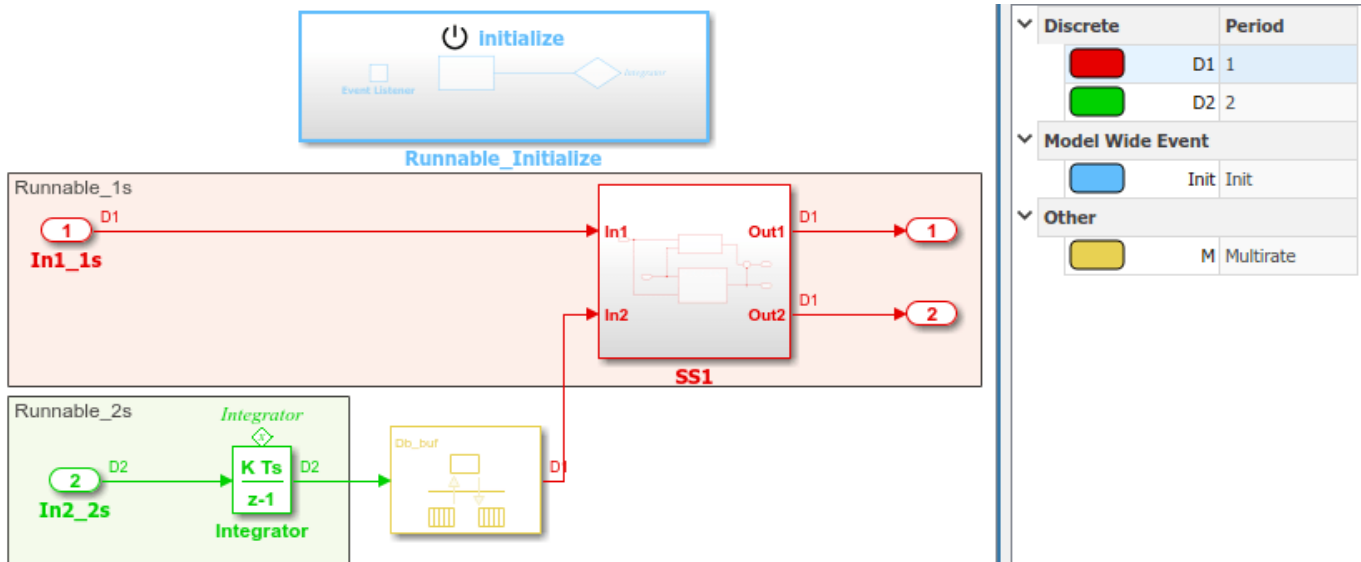 initialize
Event Listener
Integrator
Runnable_Initialize
Runnable_1s
1
D1
In1_1s
In1
Out1
D1
1
In2
Out2
D1
2
SS1
Runnable_2s
Integrator
x
2
D2
In2_2s
K Ts
z-1
D2
Integrator
Db_buf
D1
Discrete Period
D1 1
D2 2
Model Wide Event
Init Init
Other
M Multirate